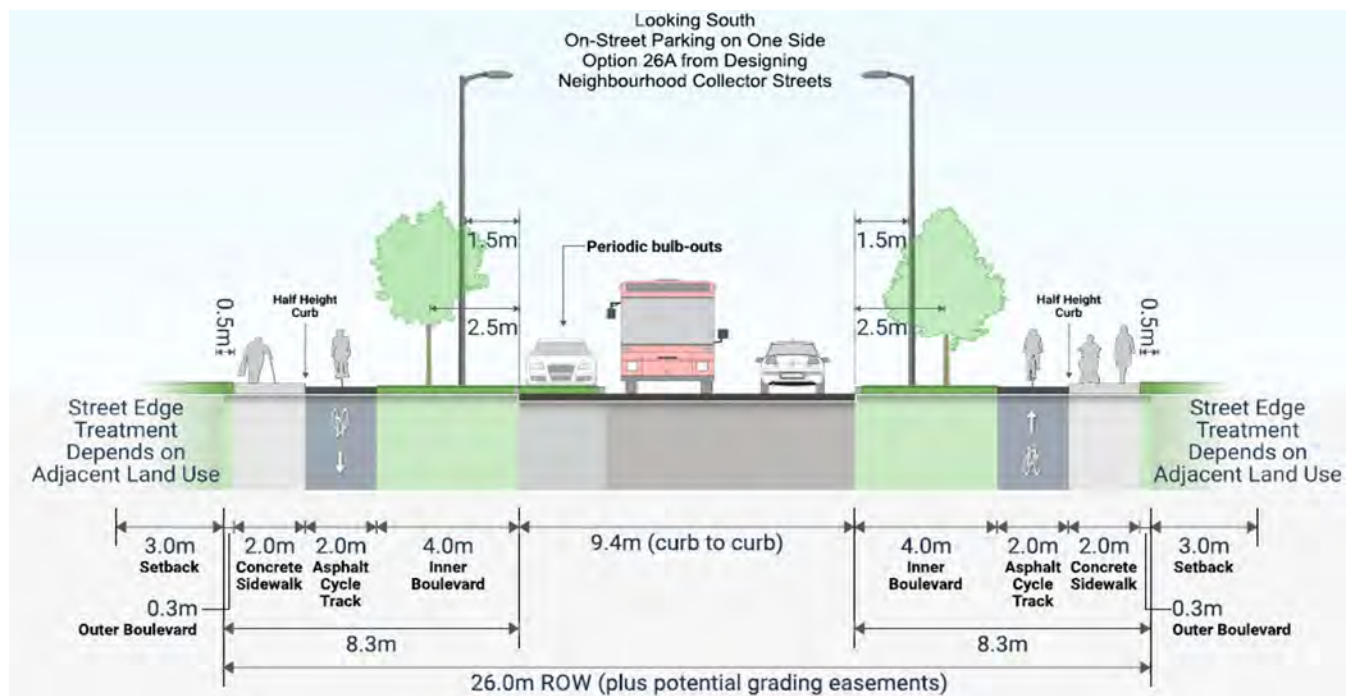 Looking South
On-Street Parking on One Side
Option 26A from Designing
Neighbourhood Collector Streets
1.5m
Periodic bulb-outs
1.5m
0.5m
Half Height
Curb
2.5m
2.5m
Half Height
Curb
0.5m
Street Edge
Treatment
Depends on
Adjacent Land Use
Street Edge
Treatment
Depends on
Adjacent Land Use
3.0m
Setback
2.0m
Concrete
Sidewalk
2.0m
Asphalt
Cycle
Track
4.0m
Inner
Boulevard
9.4m (curb to curb)
4.0m
Inner
Boulevard
2.0m
Asphalt
Cycle
Track
2.0m
Concrete
Sidewalk
3.0m
Setback
0.3m
Outer Boulevard
0.3m
Outer Boulevard
8.3m
8.3m
26.0m ROW (plus potential grading easements)